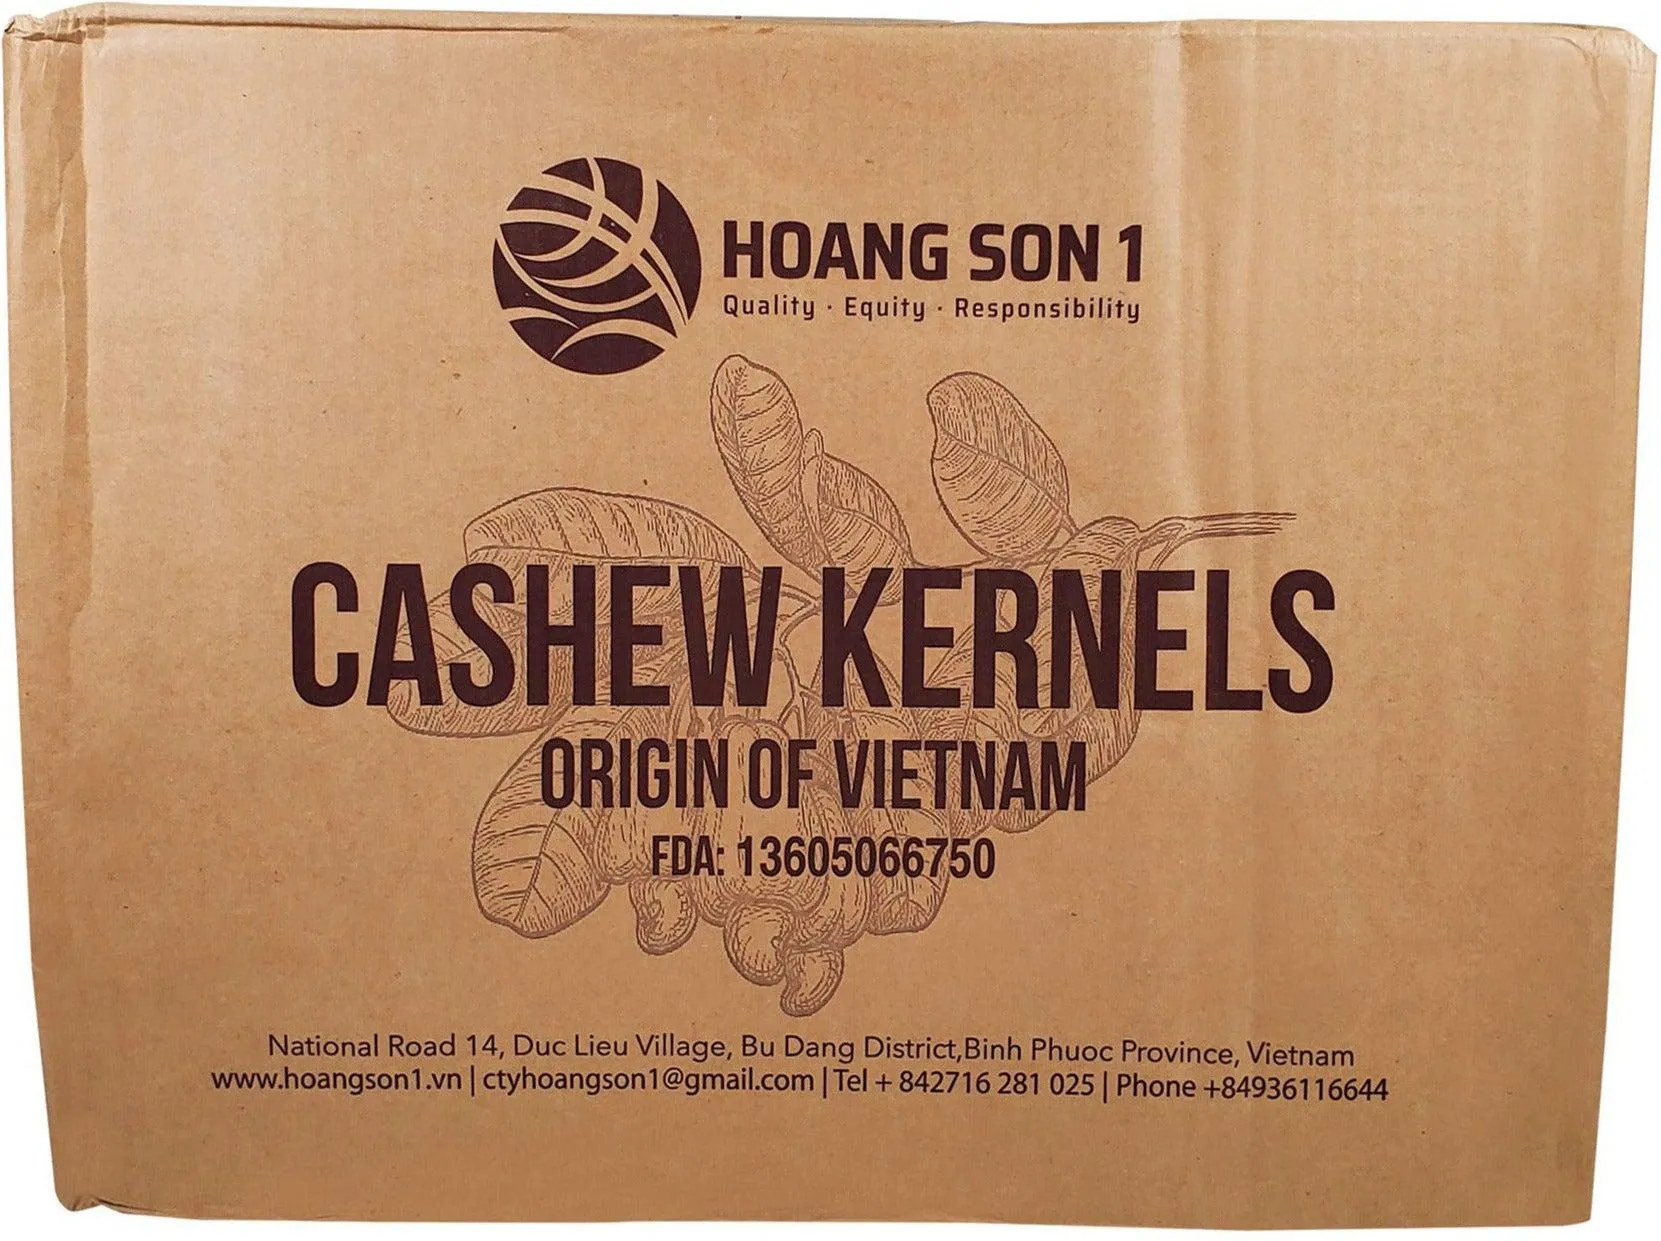 HOANG SON 1
Quality · Equity · Responsibility
CASHEW KERNELS
ORIGIN OF VIETNAM
FDA: 13605066750
National Road 14, Duc Lieu Village, Bu Dang District,Binh Phuoc Province, Vietnam
www.hoangson1.vn | ctyhoangson1@gmail.com | Tel + 842716 281 025 | Phone +84936116644